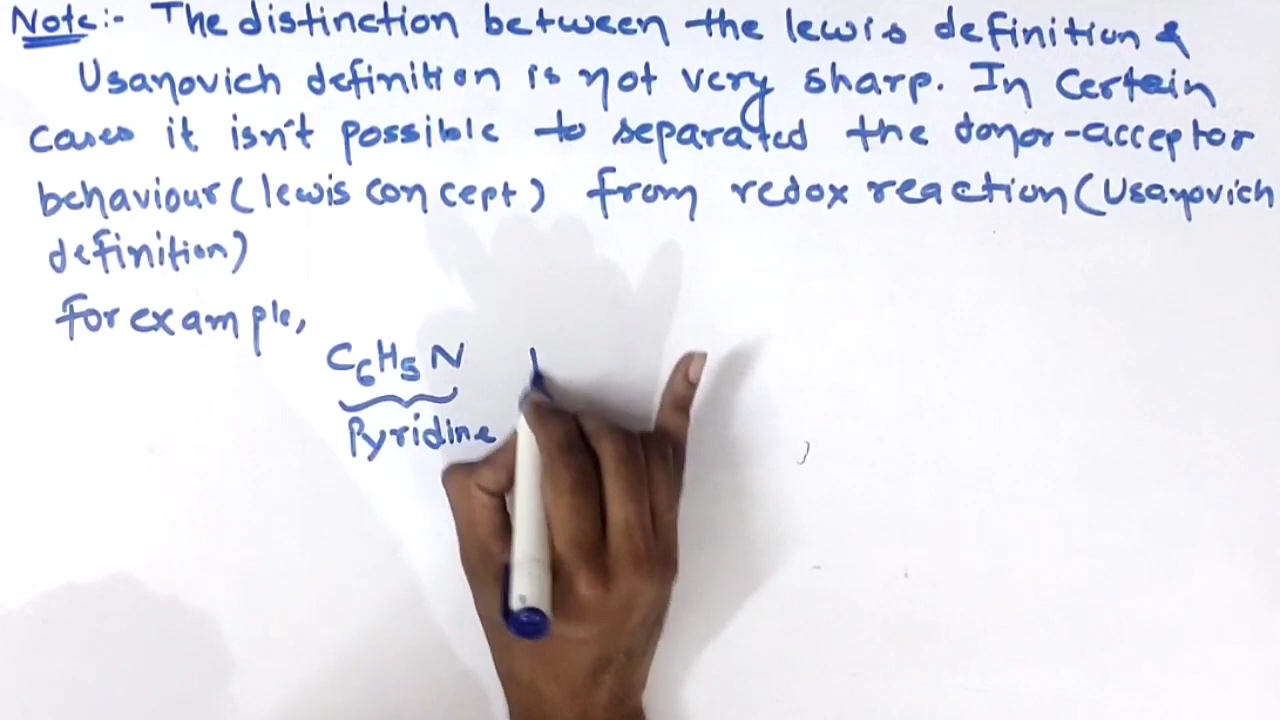 Note:- The distinction between the lewis definition &
Usanovich definition is not very sharp. In Certain
cases it isn't possible to separated the donor-acceptor
behaviour (lewis concept) from redox reaction (Usanovich
definition)
For example,
C6H5N
Pyridine